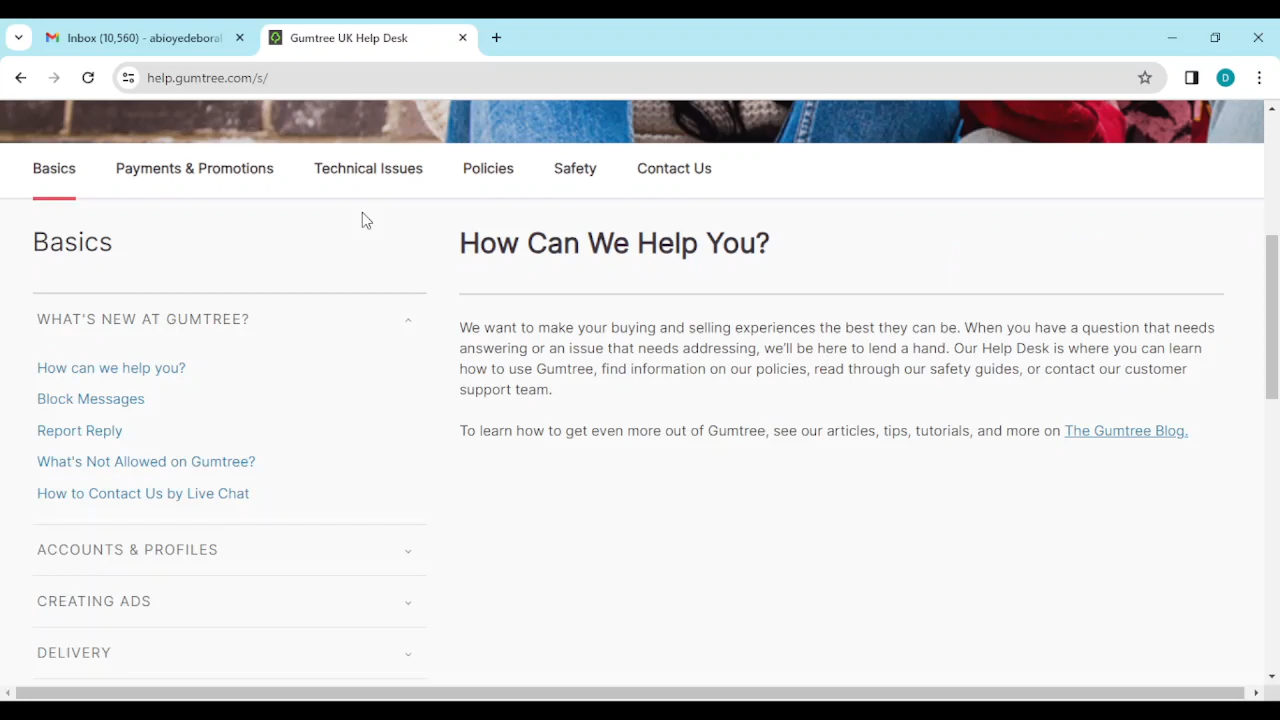 Inbox (10,560) - abioyedeboral
Gumtree UK Help Desk
help.gumtree.com/s/
D
Basics
Payments & Promotions
Technical Issues
Policies
Safety
Contact Us
Basics
WHAT'S NEW AT GUMTREE?
How can we help you?
Block Messages
Report Reply
What's Not Allowed on Gumtree?
How to Contact Us by Live Chat
ACCOUNTS & PROFILES
CREATING ADS
DELIVERY
How Can We Help You?
We want to make your buying and selling experiences the best they can be. When you have a question that needs
answering or an issue that needs addressing, we'll be here to lend a hand. Our Help Desk is where you can learn
how to use Gumtree, find information on our policies, read through our safety guides, or contact our customer
support team.
To learn how to get even more out of Gumtree, see our articles, tips, tutorials, and more on The Gumtree Blog.